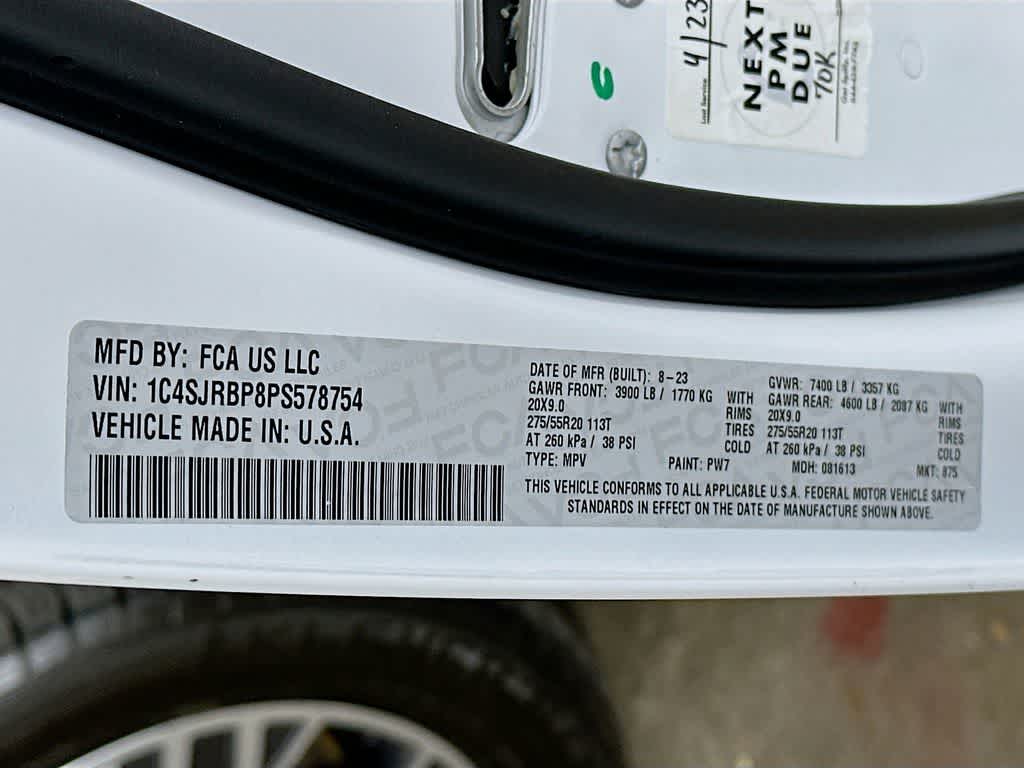 4/23
Last Service
NEXT
PM
DUE
70K
MFD BY: FCA US LLC
VIN: 1C4SJRBP8PS578754
VEHICLE MADE IN: U.S.A.
DATE OF MFR (BUILT): 8-23
GAWR FRONT: 3900 LB / 1770 KG WITH
20X9.0 RIMS
275/55R20 113T TIRES
AT 260 kPa / 38 PSI COLD
TYPE: MPV PAINT: PW7
GVWR: 7400 LB / 3357 KG
GAWR REAR: 4600 LB / 2087 KG WITH
20X9.0 RIMS
275/55R20 113T TIRES
AT 260 kPa / 38 PSI COLD
MDH: 081613 MKT: 875
THIS VEHICLE CONFORMS TO ALL APPLICABLE U.S.A. FEDERAL MOTOR VEHICLE SAFETY
STANDARDS IN EFFECT ON THE DATE OF MANUFACTURE SHOWN ABOVE.